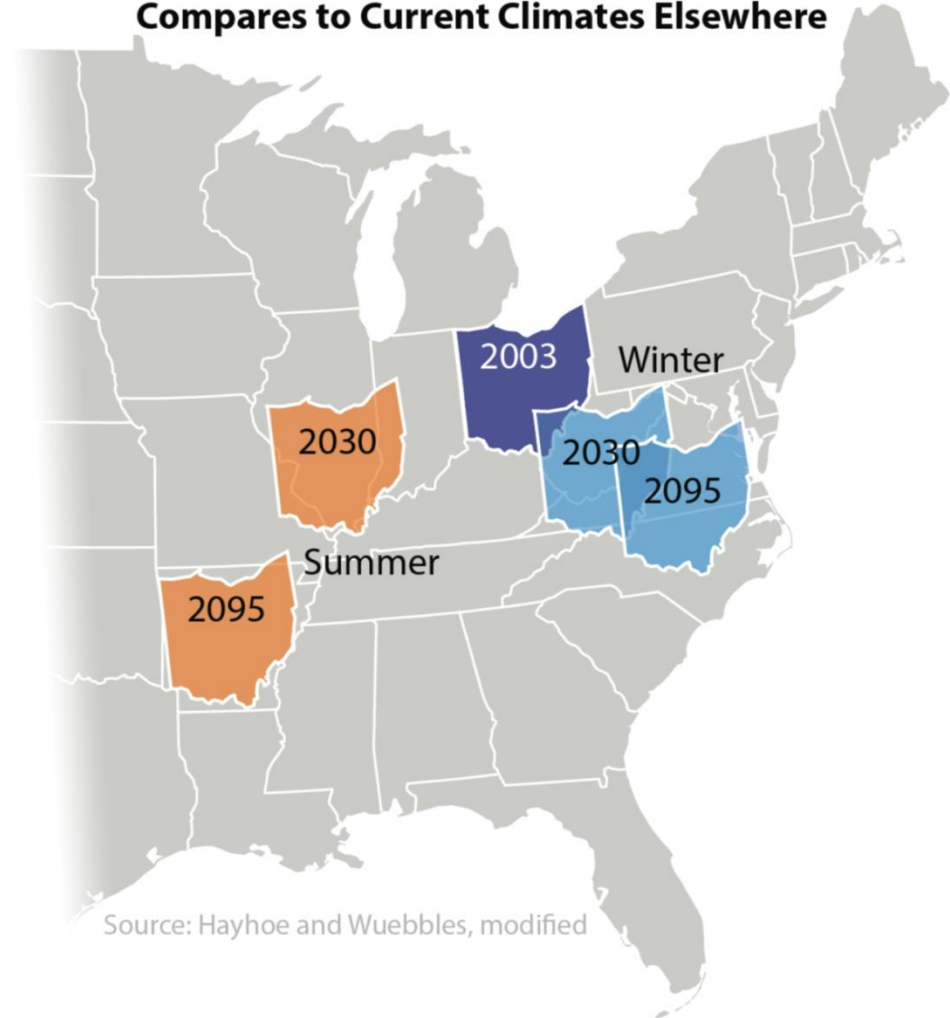 Compares to Current Climates Elsewhere
2003
Winter
2030
2030
2095
Summer
2095
Source: Hayhoe and Wuebbles, modified